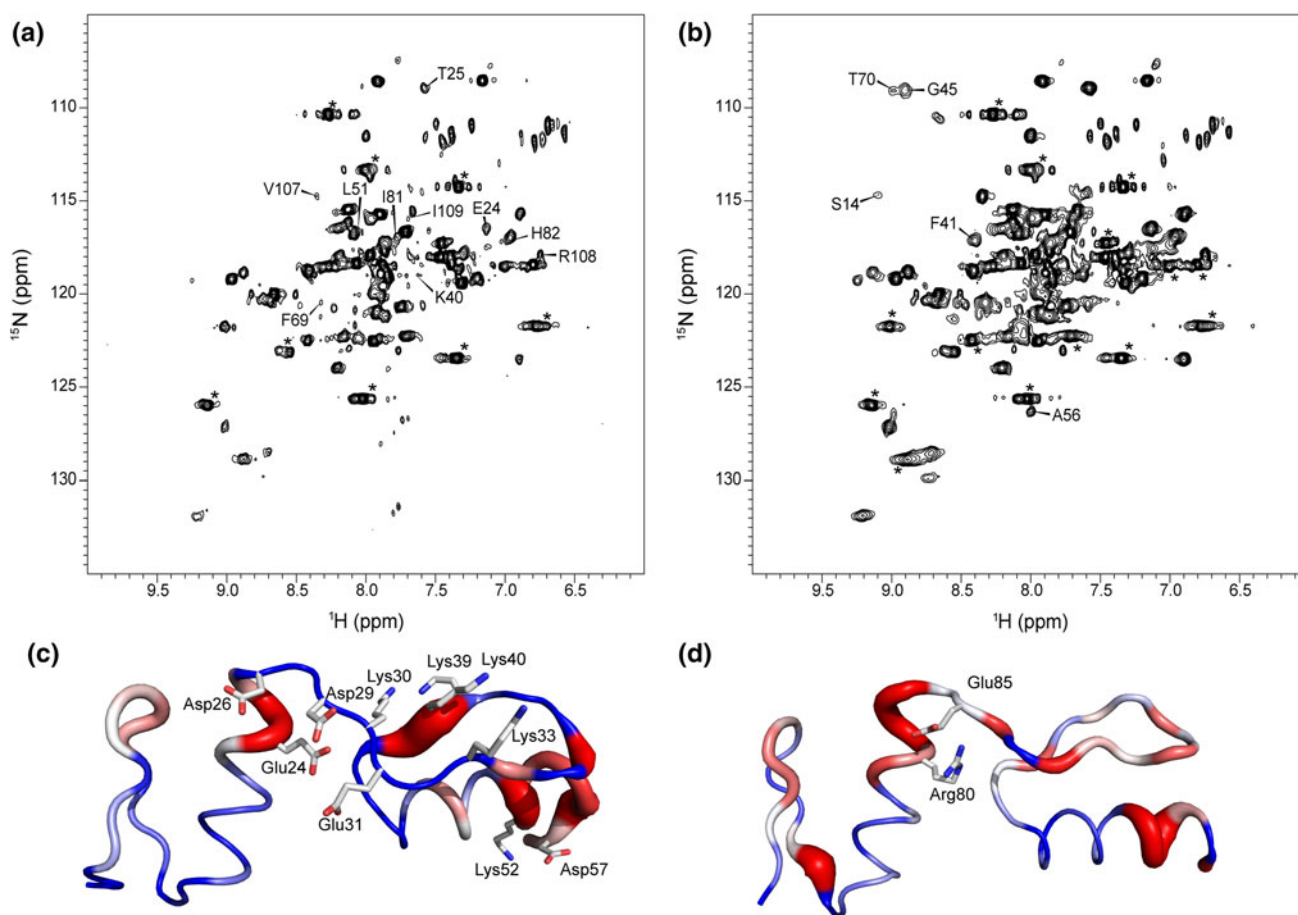 (a)
T25
110
*
*
V107
L51
I81
*
I109
115
E24
H82
R108
120
F69
K40
*
*
*
125
*
*
130
¹⁵N (ppm)
9.5 9.0 8.5 8.0 7.5 7.0 6.5
¹H (ppm)
(b)
T70
G45
110
*
*
*
115
S14
F41
*
* *
120
*
*
* *
*
125
*
*
A56
*
130
¹⁵N (ppm)
9.5 9.0 8.5 8.0 7.5 7.0 6.5
¹H (ppm)
(c)
Asp26
Asp29
Lys30
Lys39
Lys40
Glu24
Lys33
Glu31
Lys52
Asp57
(d)
Glu85
Arg80